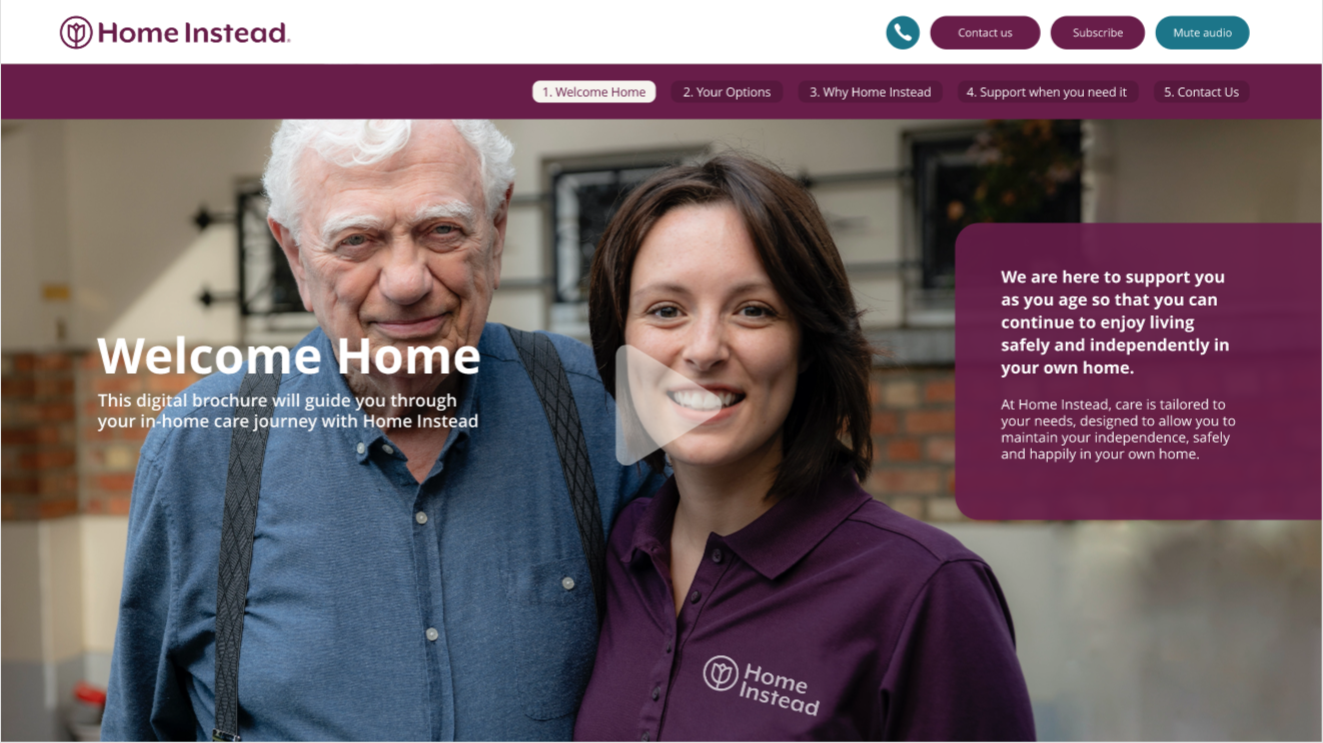 Home Instead.
Contact us
Subscribe
Mute audio
1. Welcome Home
2. Your Options
3. Why Home Instead
4. Support when you need it
5. Contact Us
Welcome Home
This digital brochure will guide you through
your in-home care journey with Home Instead
We are here to support you
as you age so that you can
continue to enjoy living
safely and independently in
your own home.
At Home Instead, care is tailored to
your needs, designed to allow you to
maintain your independence, safely
and happily in your own home.
Home
Instead